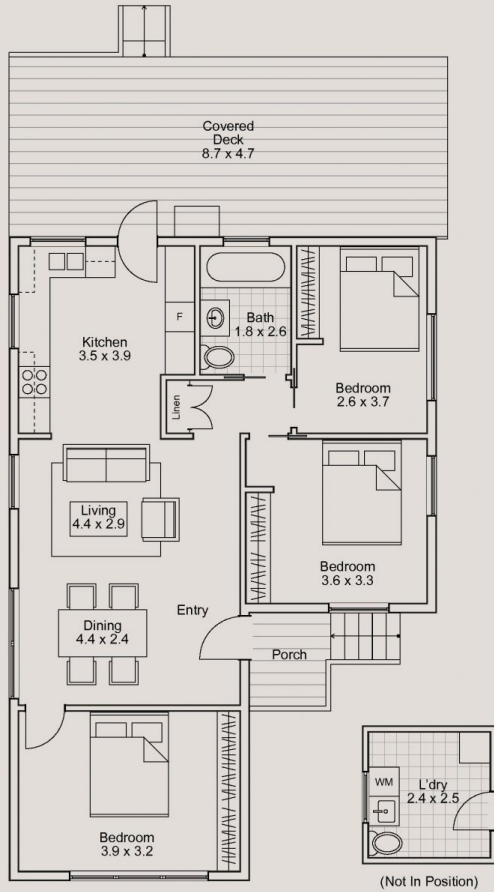 Covered
Deck
8.7 x 4.7
Kitchen
3.5 x 3.9
F
Bath
1.8 x 2.6
Linen
Bedroom
2.6 x 3.7
Living
4.4 x 2.9
Bedroom
3.6 x 3.3
Dining
4.4 x 2.4
Entry
Porch
Bedroom
3.9 x 3.2
WM
L'dry
2.4 x 2.5
(Not In Position)